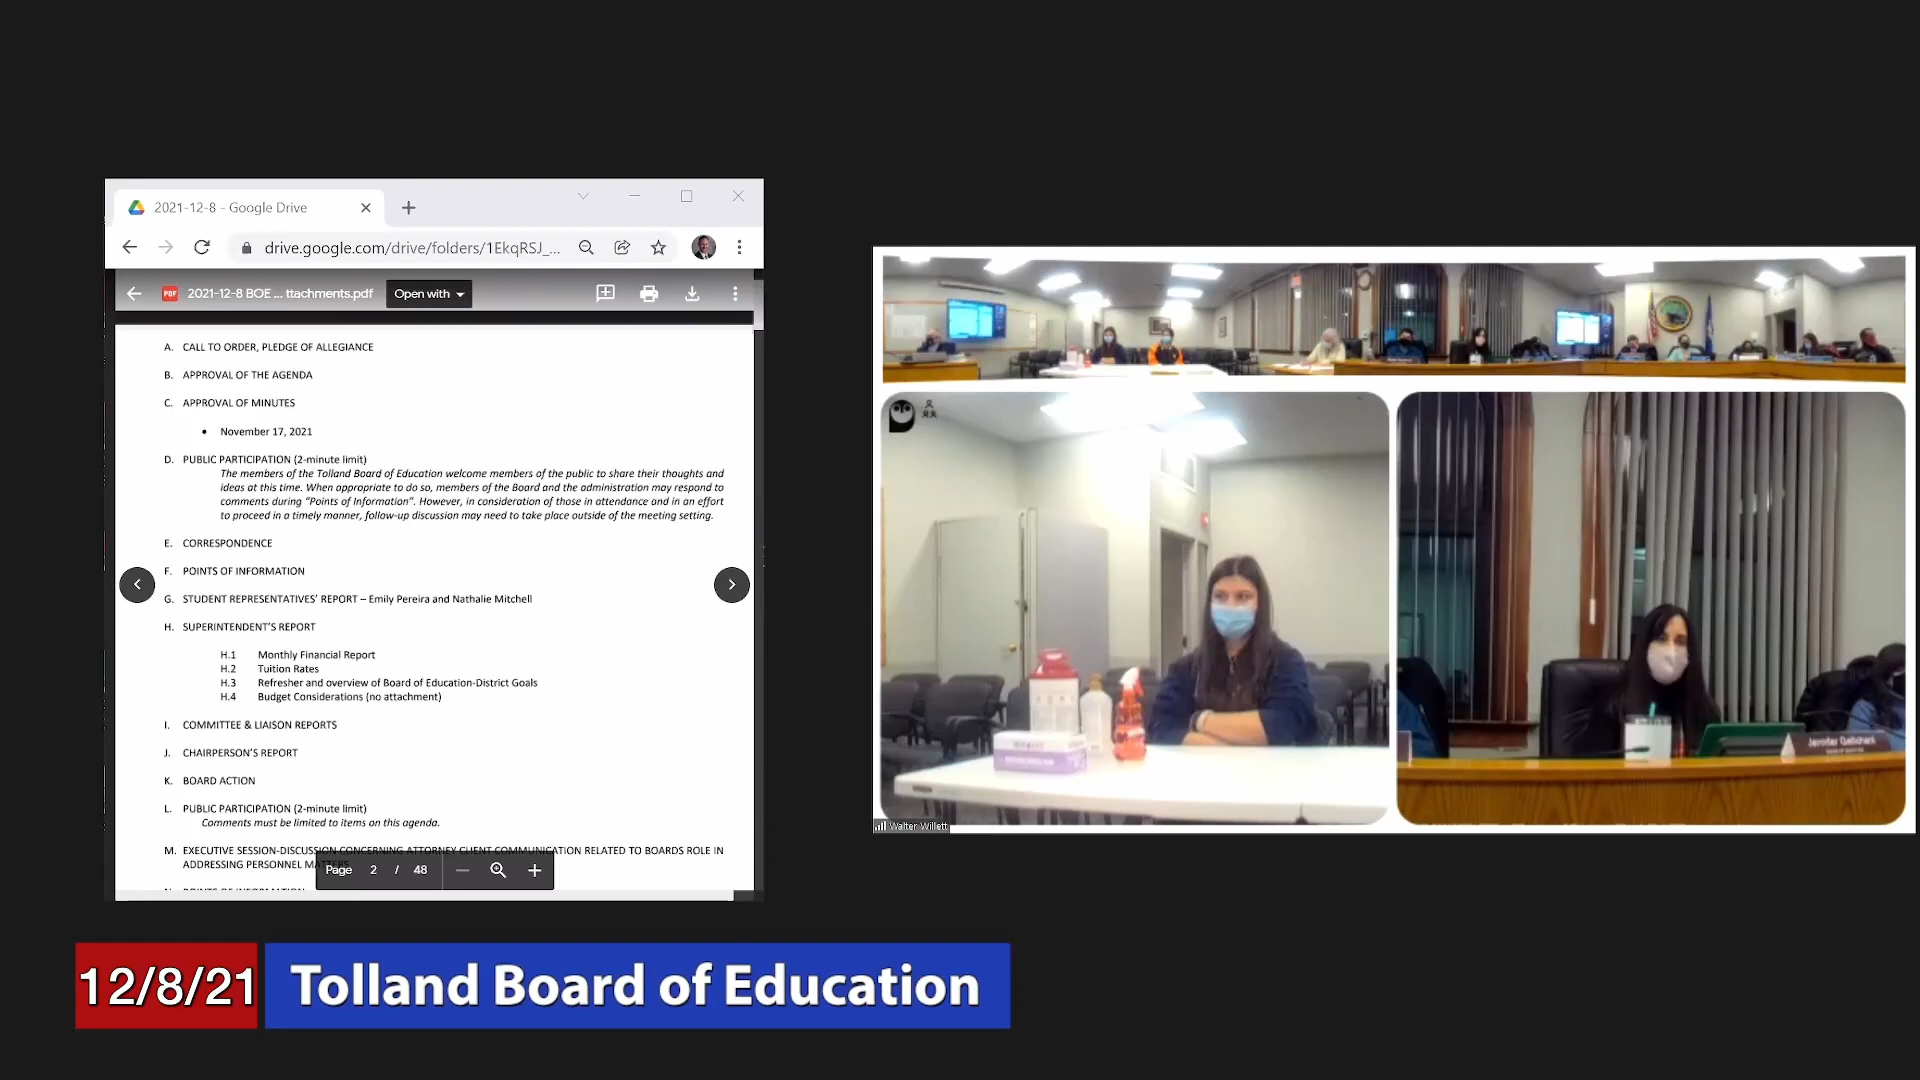 2021-12-8 - Google Drive
drive.google.com/drive/folders/1EkqRSJ_...
PDF
2021-12-8 BOE ... ttachments.pdf
Open with
A. CALL TO ORDER, PLEDGE OF ALLEGIANCE
B. APPROVAL OF THE AGENDA
C. APPROVAL OF MINUTES
• November 17, 2021
D. PUBLIC PARTICIPATION (2-minute limit)
The members of the Tolland Board of Education welcome members of the public to share their thoughts and
ideas at this time. When appropriate to do so, members of the Board and the administration may respond to
comments during "Points of Information". However, in consideration of those in attendance and in an effort
to proceed in a timely manner, follow-up discussion may need to take place outside of the meeting setting.
E. CORRESPONDENCE
F. POINTS OF INFORMATION
G. STUDENT REPRESENTATIVES' REPORT – Emily Pereira and Nathalie Mitchell
H. SUPERINTENDENT'S REPORT
H.1 Monthly Financial Report
H.2 Tuition Rates
H.3 Refresher and overview of Board of Education-District Goals
H.4 Budget Considerations (no attachment)
I. COMMITTEE & LIAISON REPORTS
J. CHAIRPERSON'S REPORT
K. BOARD ACTION
L. PUBLIC PARTICIPATION (2-minute limit)
Comments must be limited to items on this agenda.
M. EXECUTIVE SESSION-DISCUSSION CONCERNING ATTORNEY CLIENT COMMUNICATION RELATED TO BOARDS ROLE IN
ADDRESSING PERSONNEL MATTERS
Page 2 / 48
N. POINTS OF INFORMATION
Walter Willett
12/8/21
Tolland Board of Education